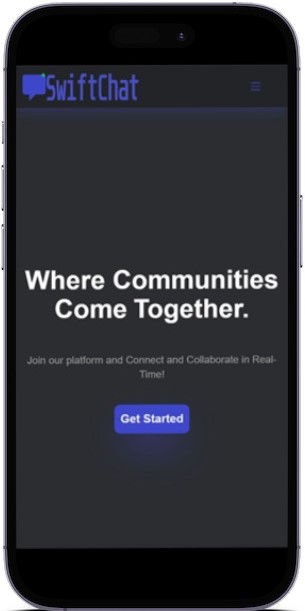 SwiftChat
Where Communities
Come Together.
Join our platform and Connect and Collaborate in Real-
Time!
Get Started